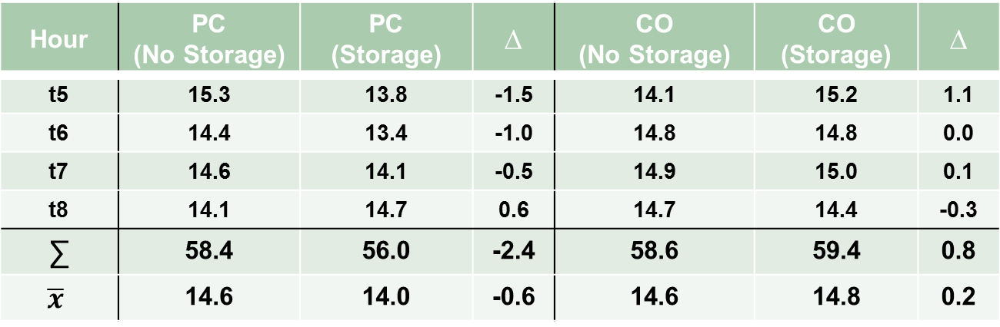 Hour PC (No Storage) PC (Storage) Δ CO (No Storage) CO (Storage) Δ
t5 15.3 13.8 -1.5 14.1 15.2 1.1
t6 14.4 13.4 -1.0 14.8 14.8 0.0
t7 14.6 14.1 -0.5 14.9 15.0 0.1
t8 14.1 14.7 0.6 14.7 14.4 -0.3
∑ 58.4 56.0 -2.4 58.6 59.4 0.8
x̅ 14.6 14.0 -0.6 14.6 14.8 0.2